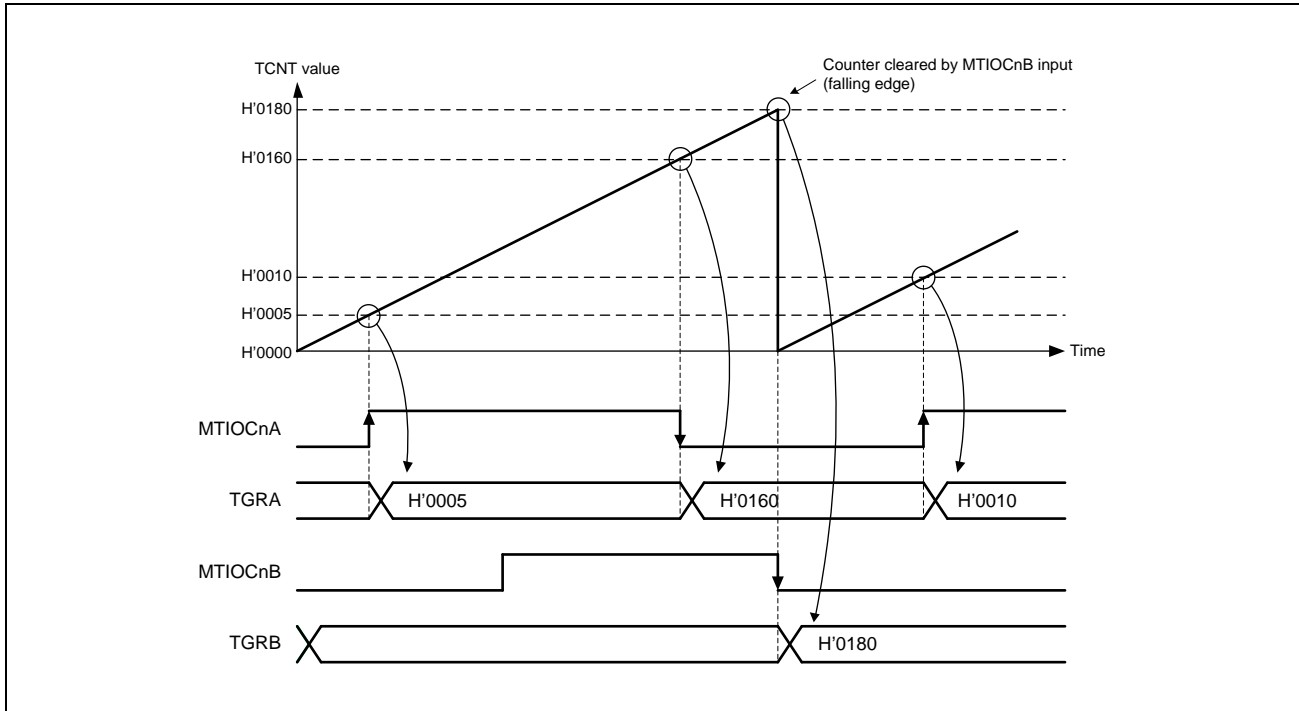 TCNT value
Counter cleared by MTIOCnB input
(falling edge)
H'0180
H'0160
H'0010
H'0005
H'0000
Time
MTIOCnA
TGRA
H'0005
H'0160
H'0010
MTIOCnB
TGRB
H'0180